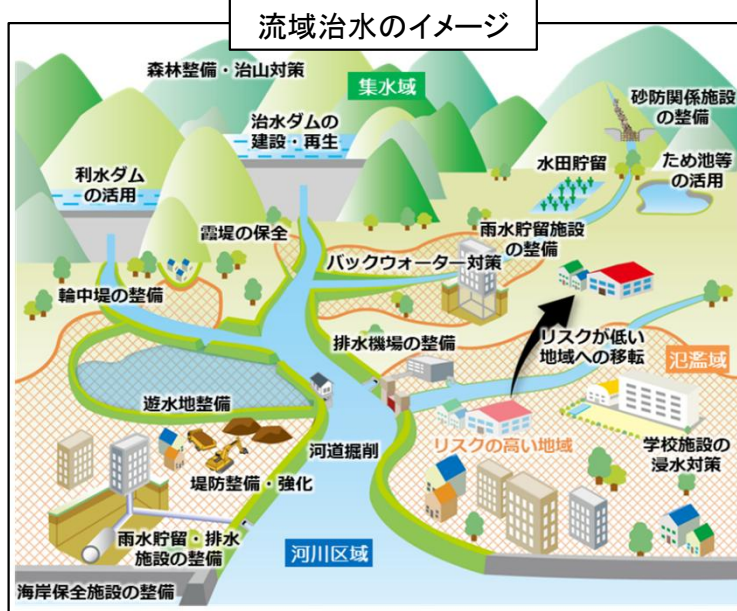 流域治水のイメージ
森林整備・治山対策
集水域
砂防関係施設
の整備
治水ダムの
建設・再生
水田貯留
ため池等
の活用
利水ダム
の活用
霞堤の保全
雨水貯留施設
の整備
バックウォーター対策
輪中堤の整備
排水機場の整備
リスクが低い
地域への移転
氾濫域
遊水地整備
河道掘削
リスクの高い地域
学校施設の
浸水対策
堤防整備・強化
雨水貯留・排水
施設の整備
河川区域
海岸保全施設の整備